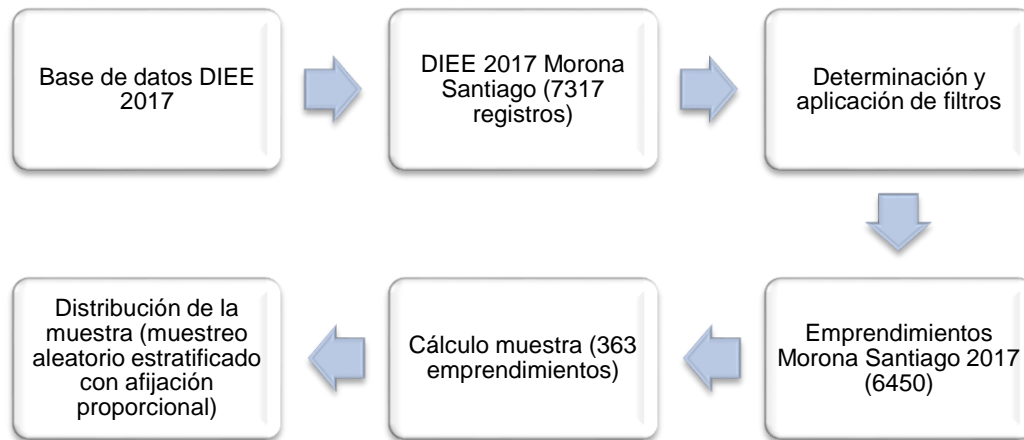 Base de datos DIEE
2017
DIEE 2017 Morona
Santiago (7317
registros)
Determinación y
aplicación de filtros
Emprendimientos
Morona Santiago 2017
(6450)
Cálculo muestra (363
emprendimientos)
Distribución de la
muestra (muestreo
aleatorio estratificado
con afijación
proporcional)